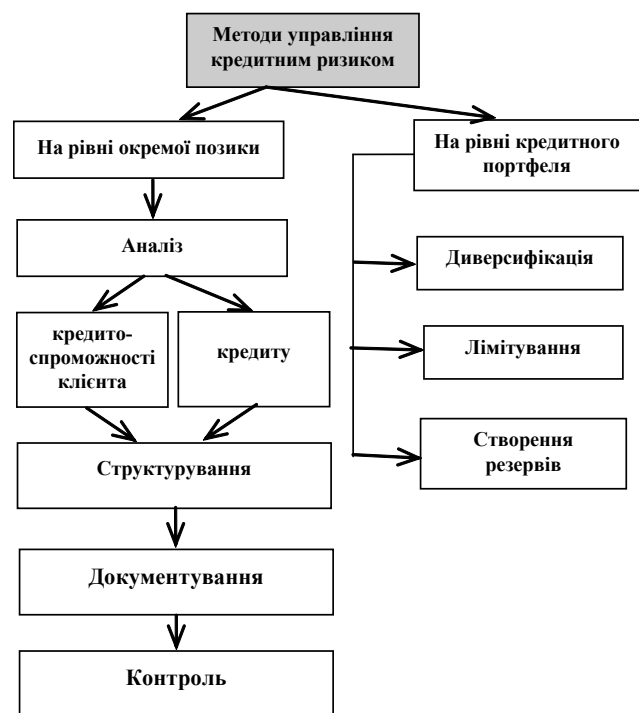 Методи управління
кредитним ризиком
На рівні окремої позики
На рівні кредитного
портфеля
Аналіз
Диверсифікація
кредито-
спроможності
клієнта
кредиту
Лімітування
Структурування
Створення
резервів
Документування
Контроль